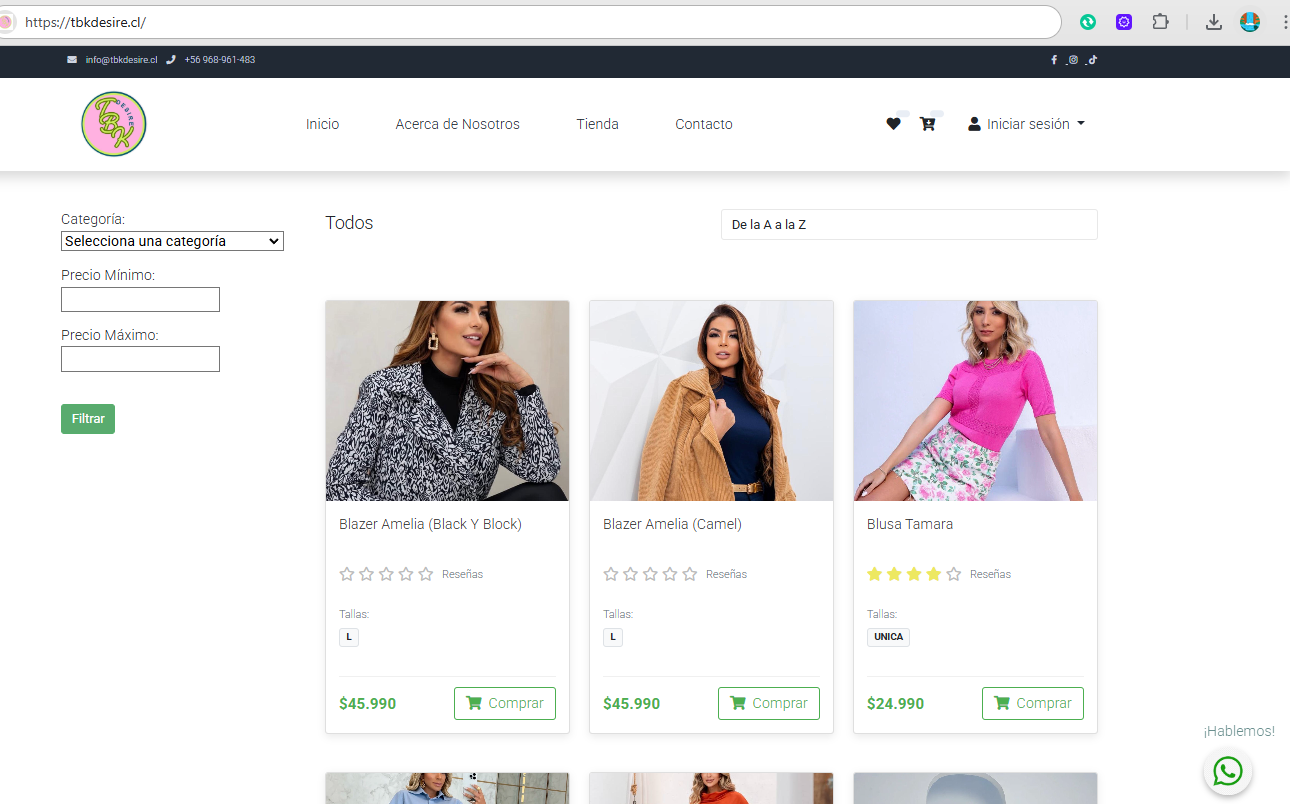 https://tbkdesire.cl/
info@tbkdesire.cl +56 968-961-483
TBK DESIRE
Inicio Acerca de Nosotros Tienda Contacto Iniciar sesión
Categoría:
Selecciona una categoría
Precio Mínimo:
Precio Máximo:
Filtrar
Todos
De la A a la Z
Blazer Amelia (Black Y Block)
Reseñas
Tallas:
L
$45.990 Comprar
Blazer Amelia (Camel)
Reseñas
Tallas:
L
$45.990 Comprar
Blusa Tamara
Reseñas
Tallas:
UNICA
$24.990 Comprar
¡Hablemos!